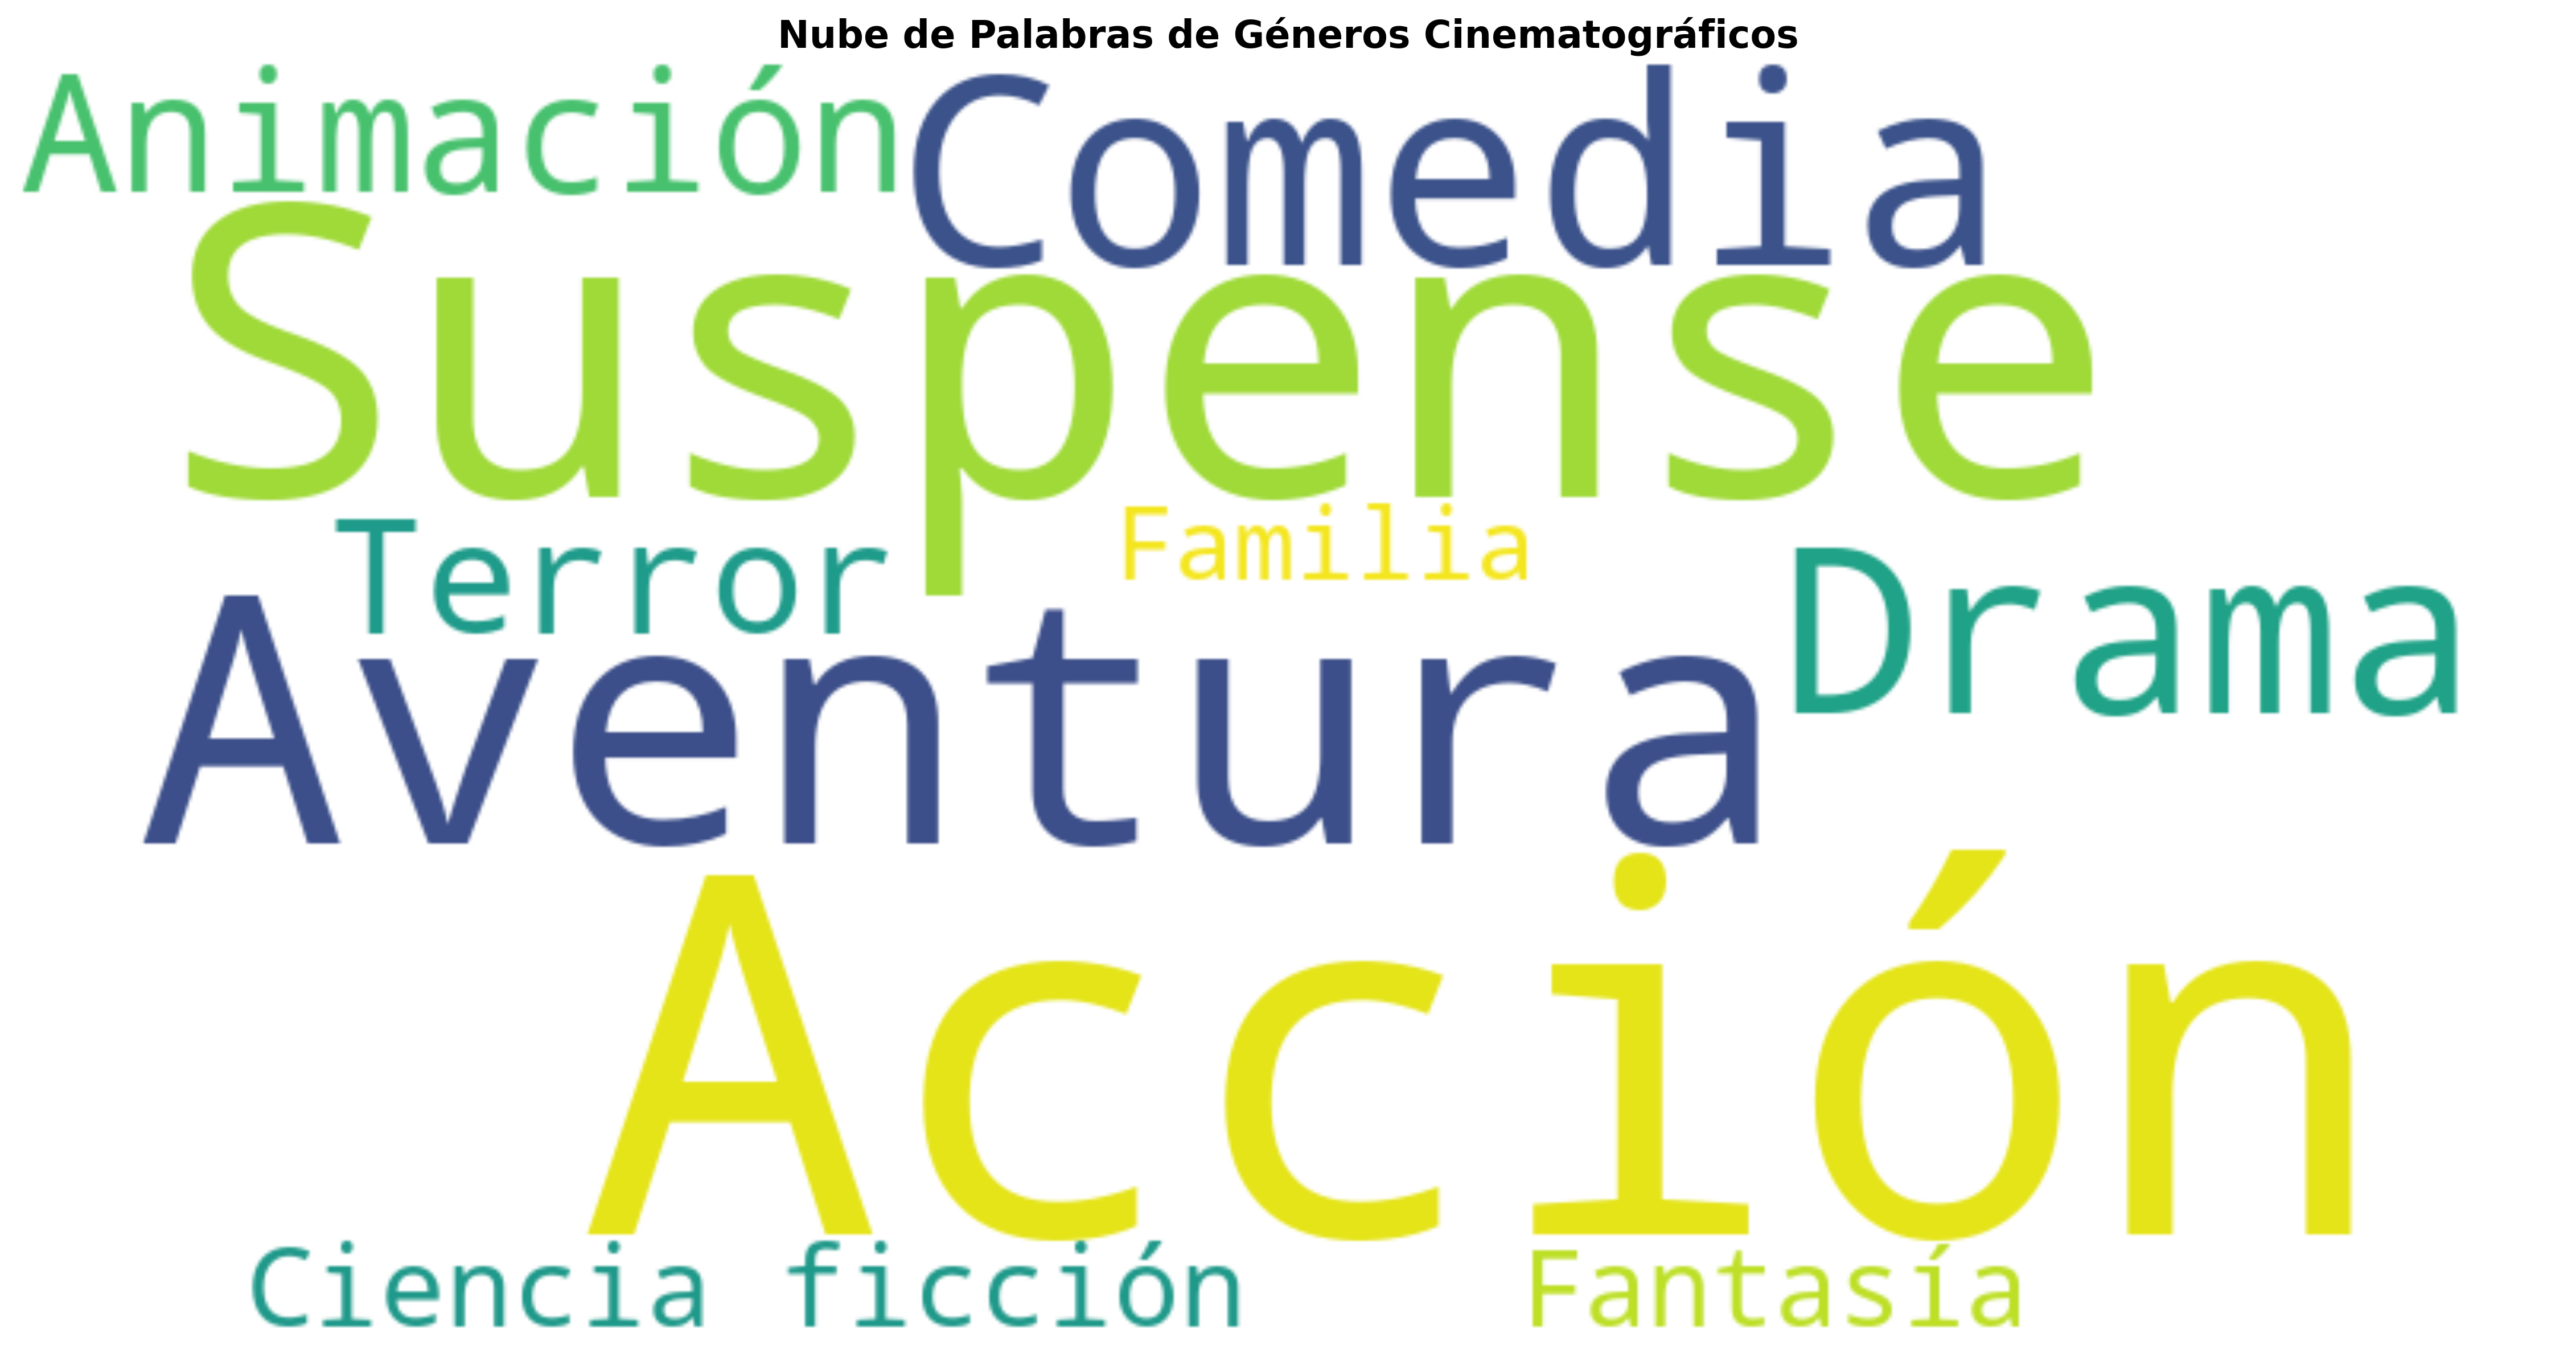 Nube de Palabras de Géneros Cinematográficos
Animación
Comedia
Suspense
Terror
Familia
Drama
Aventura
Acción
Ciencia ficción
Fantasía